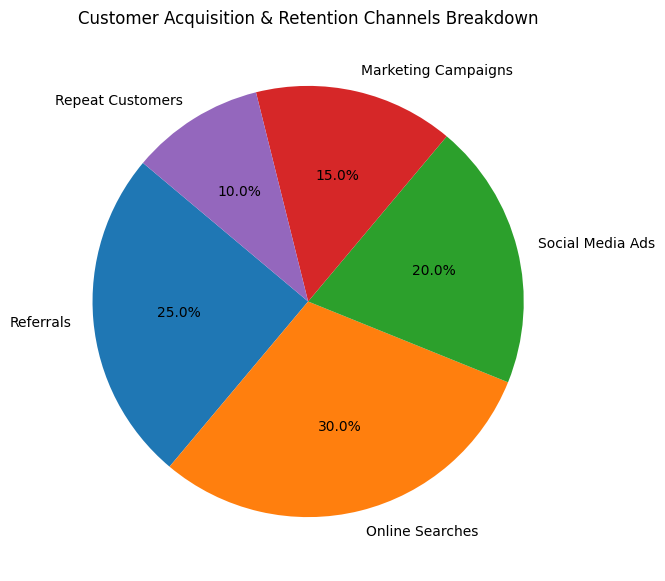 Customer Acquisition & Retention Channels Breakdown
Marketing Campaigns
Repeat Customers
15.0%
10.0%
Social Media Ads
20.0%
Referrals
25.0%
30.0%
Online Searches